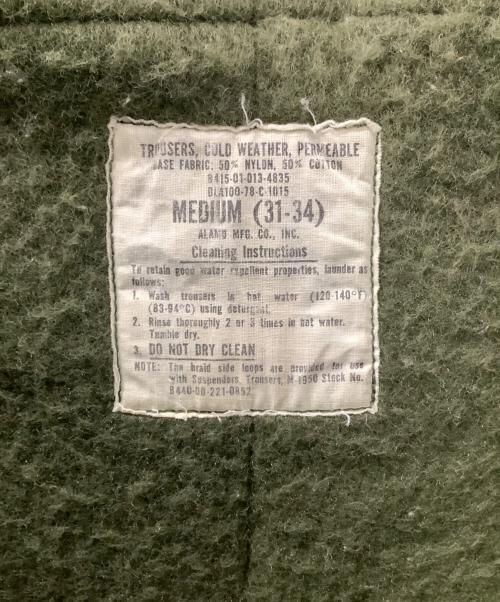 TROUSERS, COLD WEATHER, PERMEABLE
BASE FABRIC: 50% NYLON, 50% COTTON
8415-01-013-4835
DLA100-78-C-1015
MEDIUM (31-34)
ALAMO MFG. CO., INC.
Cleaning Instructions
To retain good water repellent properties, launder as
follows:
1. Wash trousers in hot water (120-140°F)
(83-94°C) using detergent.
2. Rinse thoroughly 2 or 3 times in hot water.
Tumble dry.
3. DO NOT DRY CLEAN
NOTE: The braid side loops are provided for use
with Suspenders, Trousers, M-1950 Stock No.
8440-00-221-0852